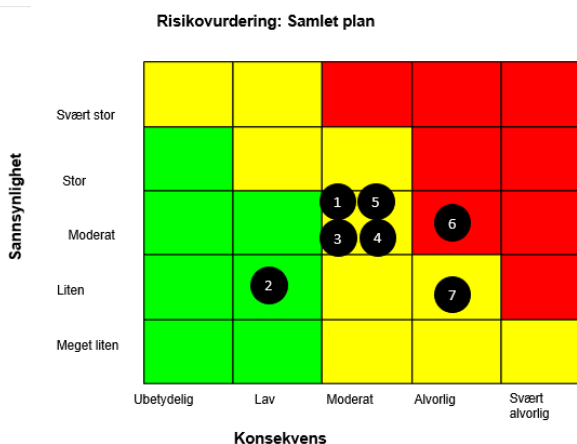 Risikovurdering: Samlet plan
Sannsynlighet
Svært stor
Stor
1 5
Moderat
6
3 4
Liten
2
7
Meget liten
Ubetydelig Lav Moderat Alvorlig Svært
alvorlig
Konsekvens